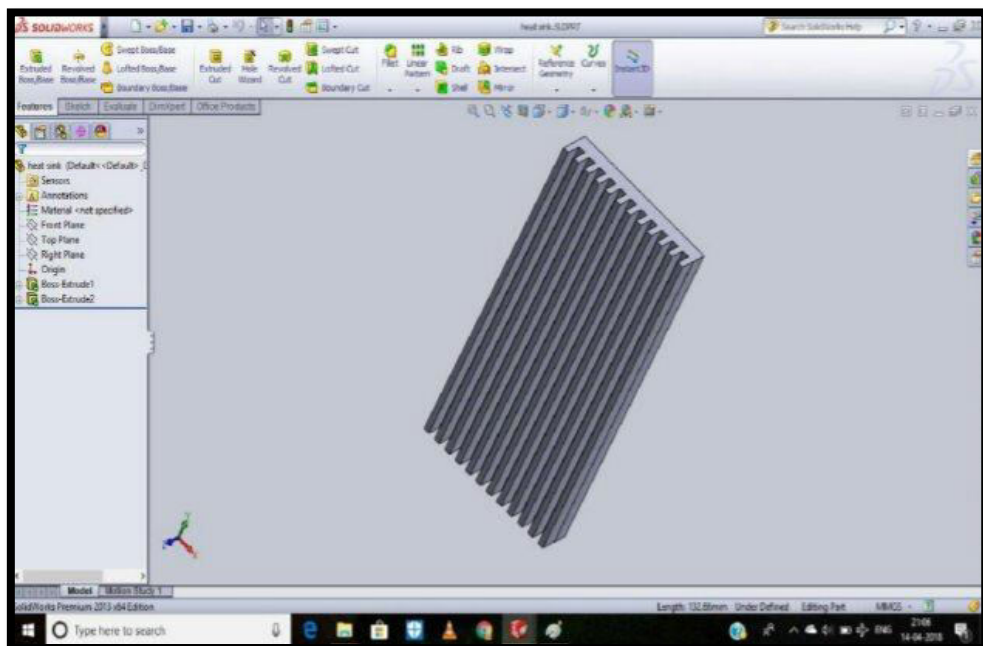 SOLIDWORKS
heat sink.SLDPRT
Search SolidWorks Help
Extruded Boss/Base
Revolved Boss/Base
Swept Boss/Base
Lofted Boss/Base
Boundary Boss/Base
Extruded Cut
Hole Wizard
Revolved Cut
Swept Cut
Lofted Cut
Boundary Cut
Fillet
Linear Pattern
Rib
Draft
Shell
Wrap
Intersect
Mirror
Reference Geometry
Curves
Instant3D
Features
Sketch
Evaluate
DimXpert
Office Products
heat sink (Default<<Default>_D
Sensors
Annotations
Material <not specified>
Front Plane
Top Plane
Right Plane
Origin
Boss-Extrude1
Boss-Extrude2
Model
Motion Study 1
SolidWorks Premium 2013 x64 Edition
Length: 132.66mm
Under Defined
Editing Part
MMGS
Type here to search
ENG
21:06
14-04-2018